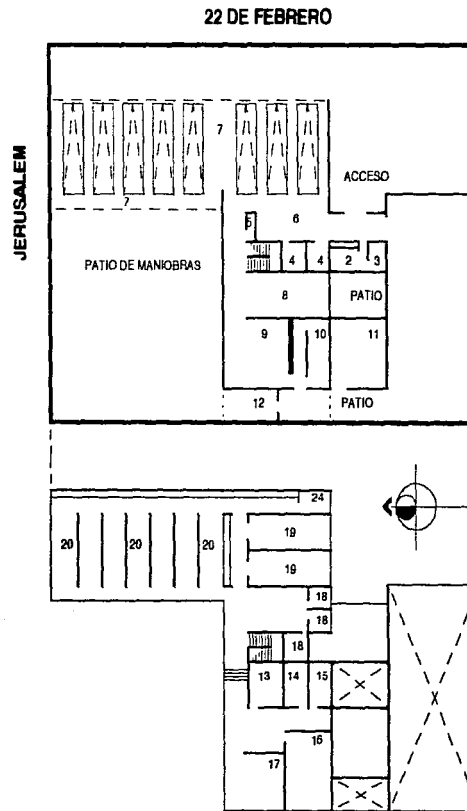 22 DE FEBRERO
JERUSALEM
7
ACCESO
7
6
5
4 4 2 3
PATIO DE MANIOBRAS
8 PATIO
9 10 11
12 PATIO
24
20 20 20 19
19
18
18
18
13 14 15
16
17